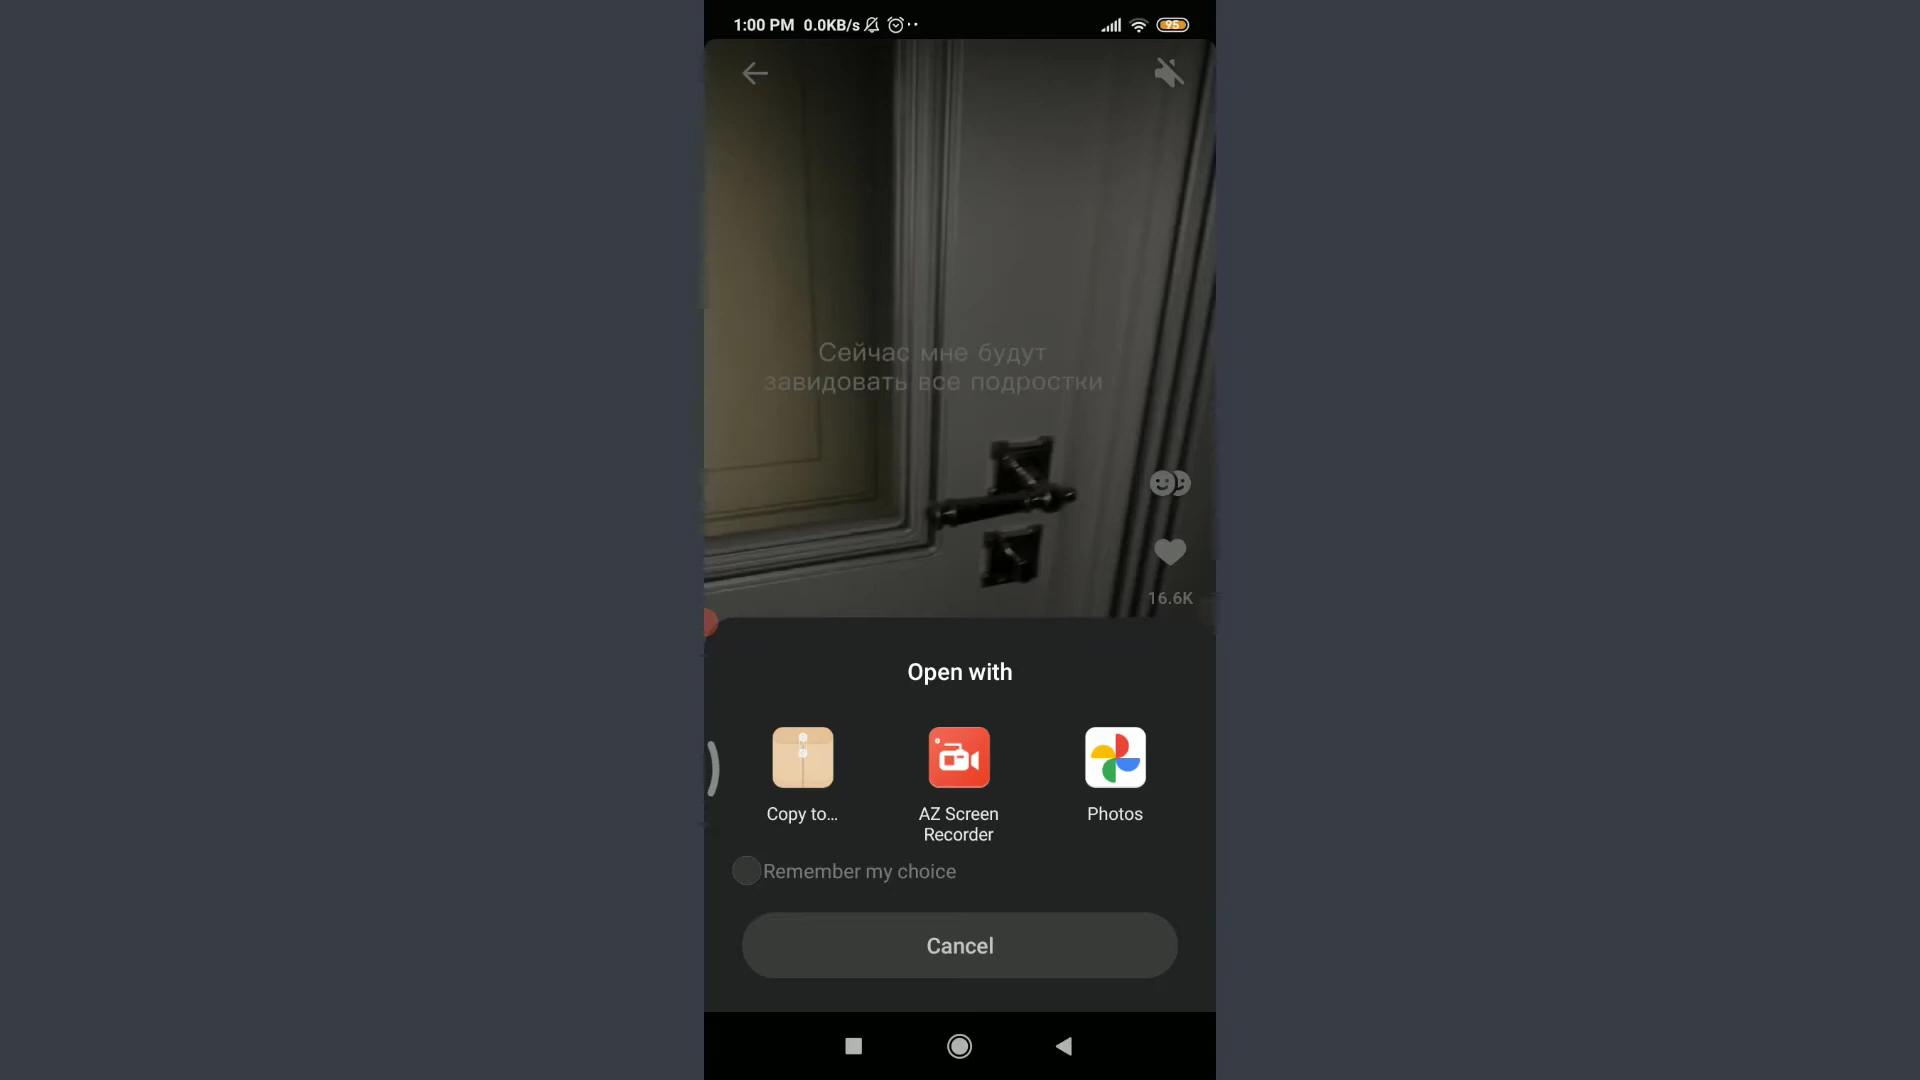 1:00 PM 0.0KB/s 95
Сейчас мне будут
завидовать все подростки
16.6K
Open with
Copy to... AZ Screen Photos
Recorder
Remember my choice
Cancel